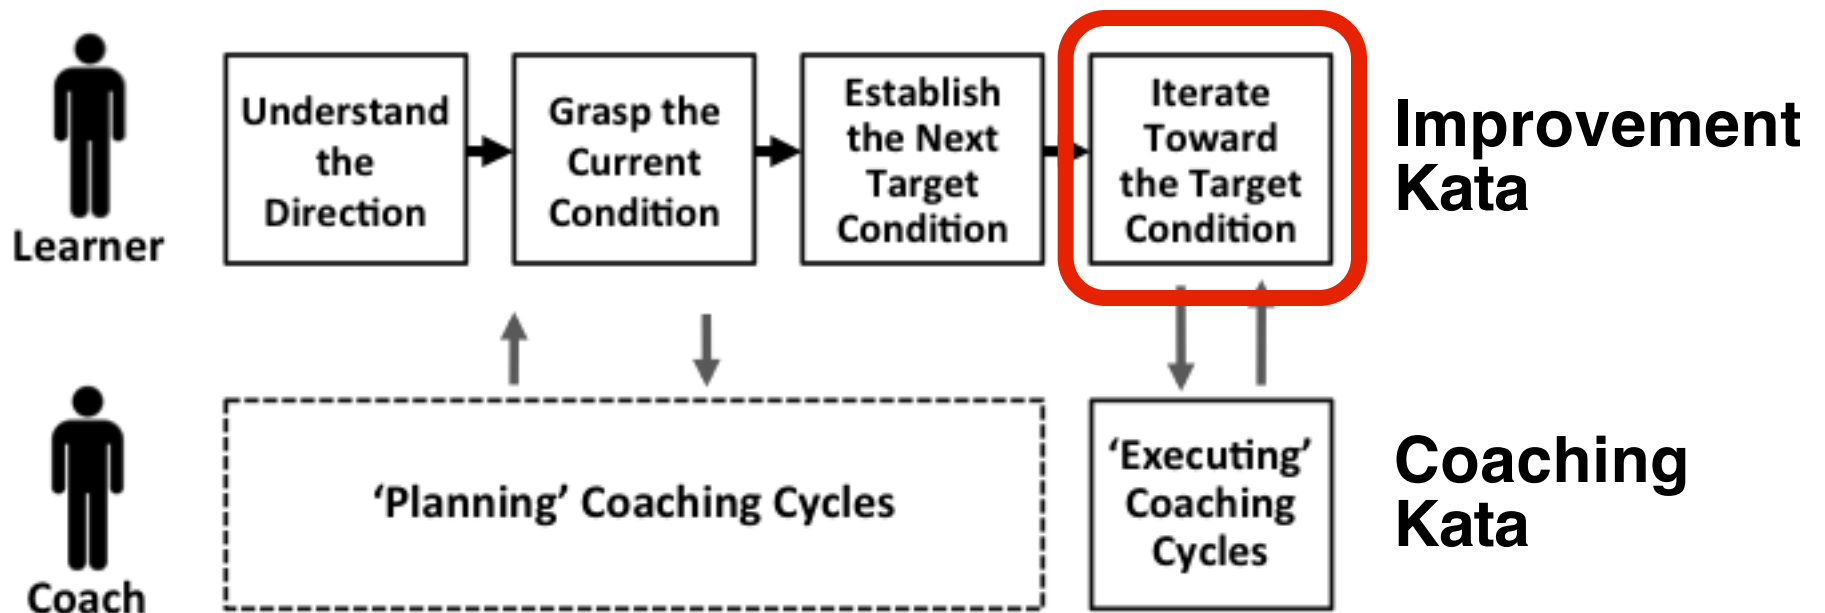 Understand
the
Direction
Grasp the
Current
Condition
Establish
the Next
Target
Condition
Iterate
Toward
the Target
Condition
Improvement
Kata
Learner
‘Planning’ Coaching Cycles
‘Executing’
Coaching
Cycles
Coaching
Kata
Coach